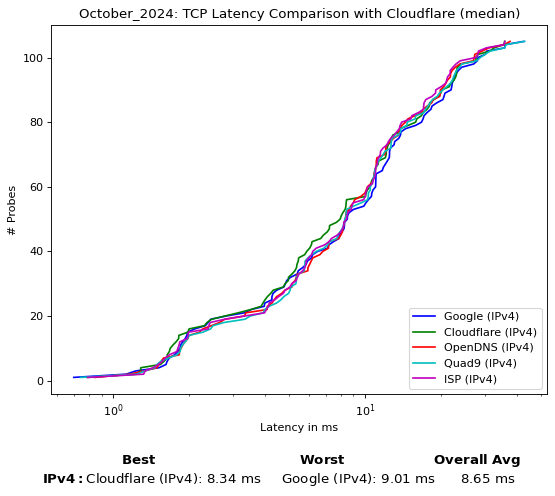 October_2024: TCP Latency Comparison with Cloudflare (median)
# Probes
100
80
60
40
20
0
10^0
10^1
Latency in ms
Google (IPv4)
Cloudflare (IPv4)
OpenDNS (IPv4)
Quad9 (IPv4)
ISP (IPv4)
Best Worst Overall Avg
IPv4: Cloudflare (IPv4): 8.34 ms Google (IPv4): 9.01 ms 8.65 ms